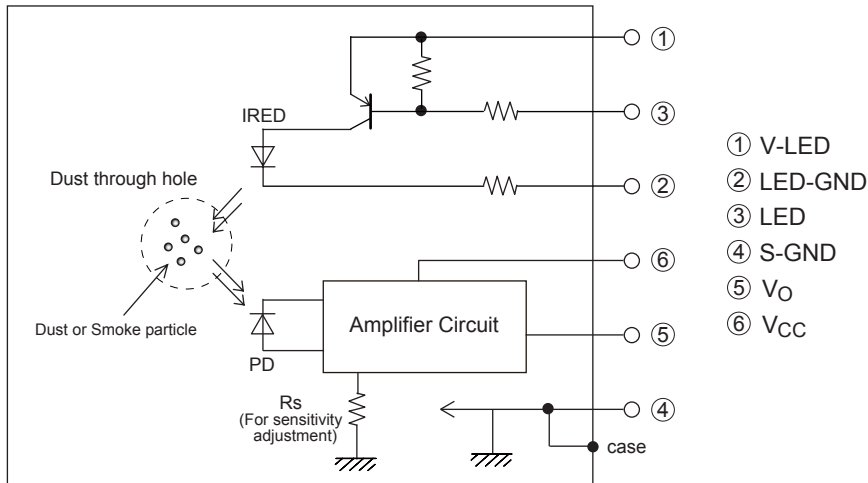 ①
IRED
③
Dust through hole
②
⑥
Amplifier Circuit
Dust or Smoke particle
⑤
PD
Rs
(For sensitivity
adjustment)
④
case
① V-LED
② LED-GND
③ LED
④ S-GND
⑤ VO
⑥ VCC